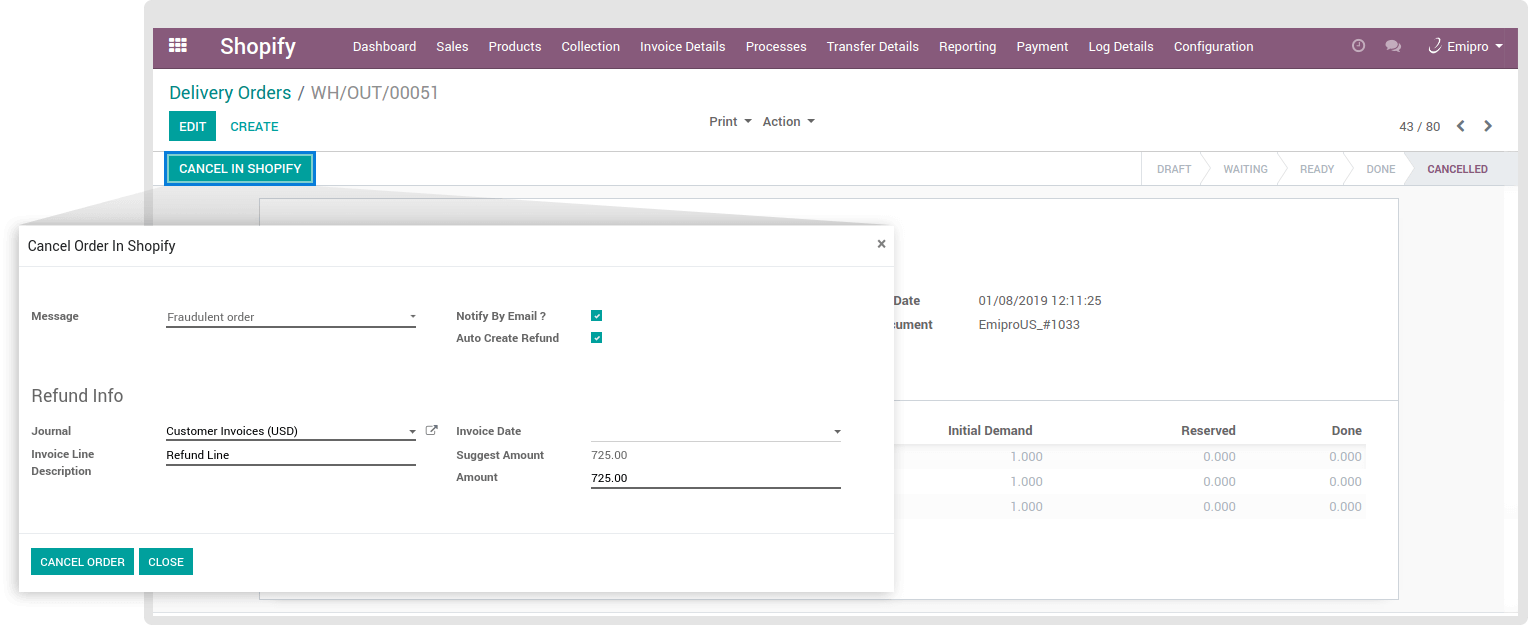 Shopify Dashboard Sales Products Collection Invoice Details Processes Transfer Details Reporting Payment Log Details Configuration Emipro
Delivery Orders / WH/OUT/00051
EDIT CREATE Print Action 43 / 80
CANCEL IN SHOPIFY DRAFT WAITING READY DONE CANCELLED
Cancel Order In Shopify ×
Message Fraudulent order Notify By Email ?
Auto Create Refund
Refund Info
Journal Customer Invoices (USD) Invoice Date
Invoice Line Description Refund Line Suggest Amount 725.00
Amount 725.00
CANCEL ORDER CLOSE
Date 01/08/2019 12:11:25
ument EmiproUS_#1033
Initial Demand Reserved Done
1.000 0.000 0.000
1.000 0.000 0.000
1.000 0.000 0.000